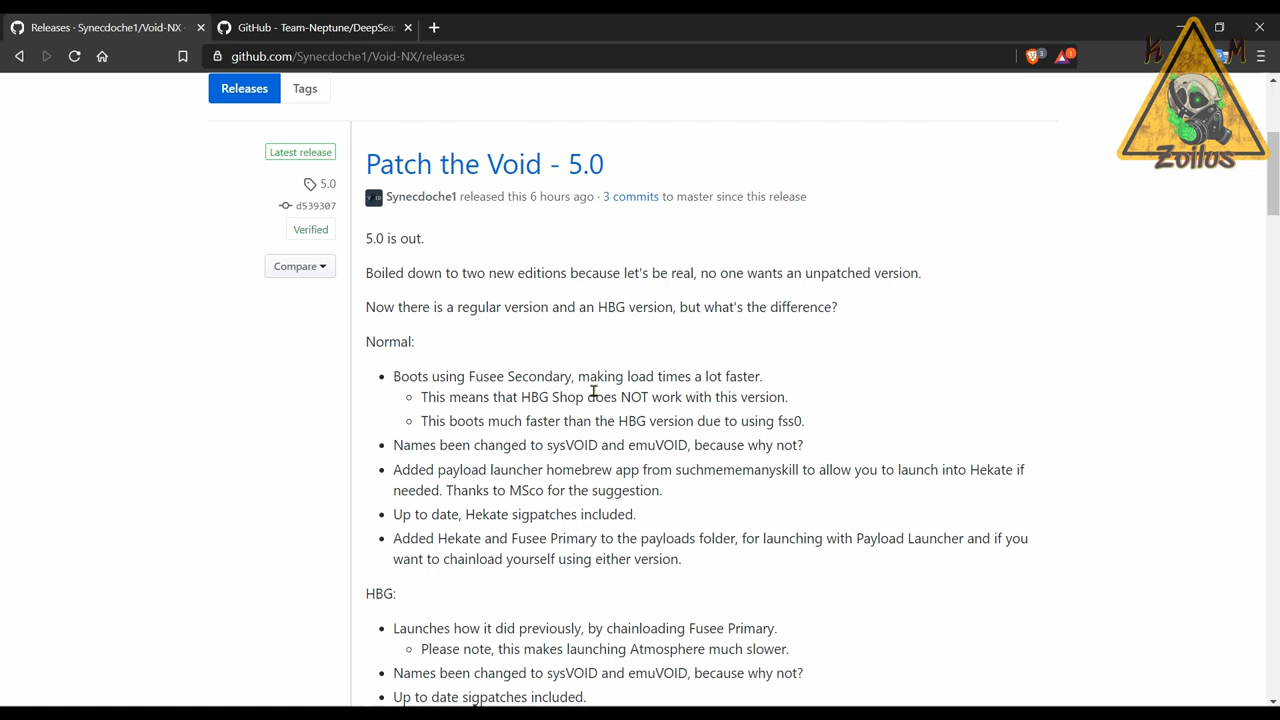 Releases · Synecdoche1/Void-NX ·
GitHub - Team-Neptune/DeepSea
github.com/Synecdoche1/Void-NX/releases
3
1
K M
Zoilus
Releases
Tags
Latest release
5.0
d539307
Verified
Compare
Patch the Void - 5.0
Synecdoche1 released this 6 hours ago · 3 commits to master since this release
5.0 is out.
Boiled down to two new editions because let's be real, no one wants an unpatched version.
Now there is a regular version and an HBG version, but what's the difference?
Normal:
Boots using Fusee Secondary, making load times a lot faster.
This means that HBG Shop does NOT work with this version.
This boots much faster than the HBG version due to using fss0.
Names been changed to sysVOID and emuVOID, because why not?
Added payload launcher homebrew app from suchmememanyskill to allow you to launch into Hekate if
needed. Thanks to MSco for the suggestion.
Up to date, Hekate sigpatches included.
Added Hekate and Fusee Primary to the payloads folder, for launching with Payload Launcher and if you
want to chainload yourself using either version.
HBG:
Launches how it did previously, by chainloading Fusee Primary.
Please note, this makes launching Atmosphere much slower.
Names been changed to sysVOID and emuVOID, because why not?
Up to date sigpatches included.